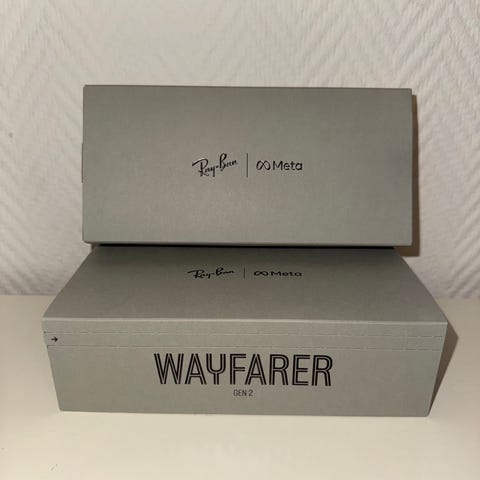 Ray-Ban | ∞ Meta
Ray-Ban | ∞ Meta
WAYFARER
GEN 2